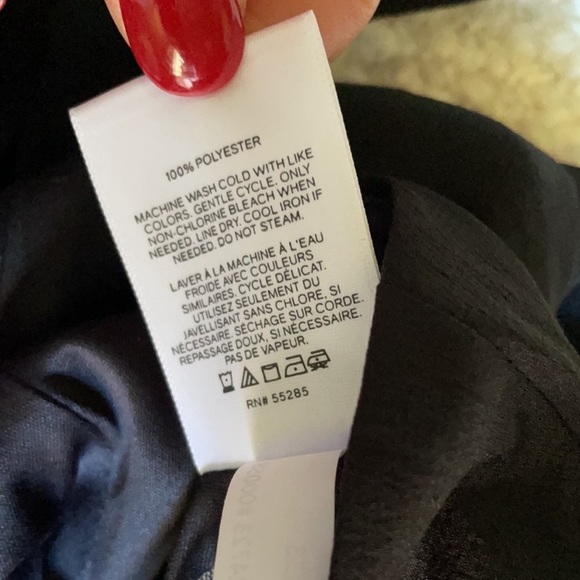 100% POLYESTER
MACHINE WASH COLD WITH LIKE
COLORS. GENTLE CYCLE. ONLY
NON-CHLORINE BLEACH WHEN
NEEDED. LINE DRY. COOL IRON IF
NEEDED. DO NOT STEAM.
LAVER À LA MACHINE À L'EAU
FROIDE AVEC COULEURS
SIMILAIRES. CYCLE DÉLICAT.
UTILISEZ SEULEMENT DU
JAVELLISANT SANS CHLORE, SI
NÉCESSAIRE. SÉCHAGE SUR CORDE.
REPASSAGE DOUX, SI NÉCESSAIRE.
PAS DE VAPEUR.
RN# 55285